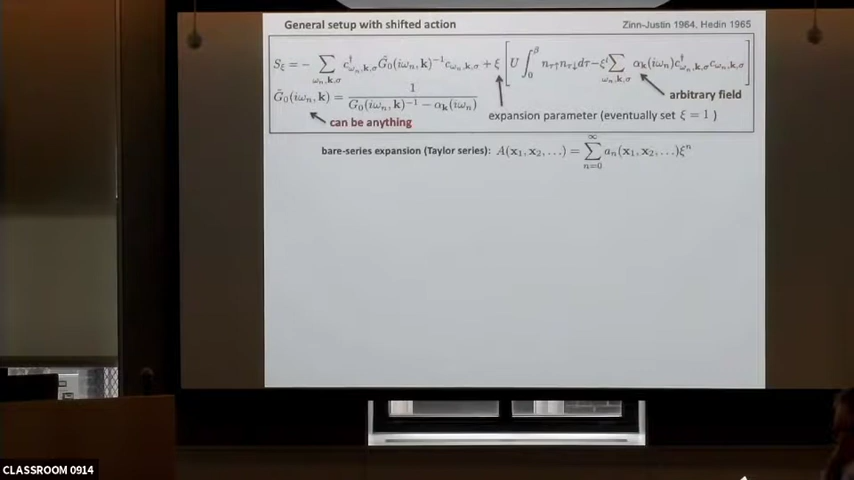 General setup with shifted action
Zinn-Justin 1964, Hedin 1965
S_ξ = − ∑_{ω_n,k,σ} c†_{ω_n,k,σ} G̃_0(iω_n, k)^{−1} c_{ω_n,k,σ} + ξ [ U ∫_0^β n_{τ↑} n_{τ↓} dτ − ξ ∑_{ω_n,k,σ} α_k(iω_n) c†_{ω_n,k,σ} c_{ω_n,k,σ} ]
G̃_0(iω_n, k) = 1 / (G_0(iω_n, k)^{−1} − α_k(iω_n))
arbitrary field
expansion parameter (eventually set ξ = 1 )
can be anything
bare-series expansion (Taylor series): A(x_1, x_2, …) = ∑_{n=0}^{∞} a_n(x_1, x_2, …)ξ^n
CLASSROOM 0914